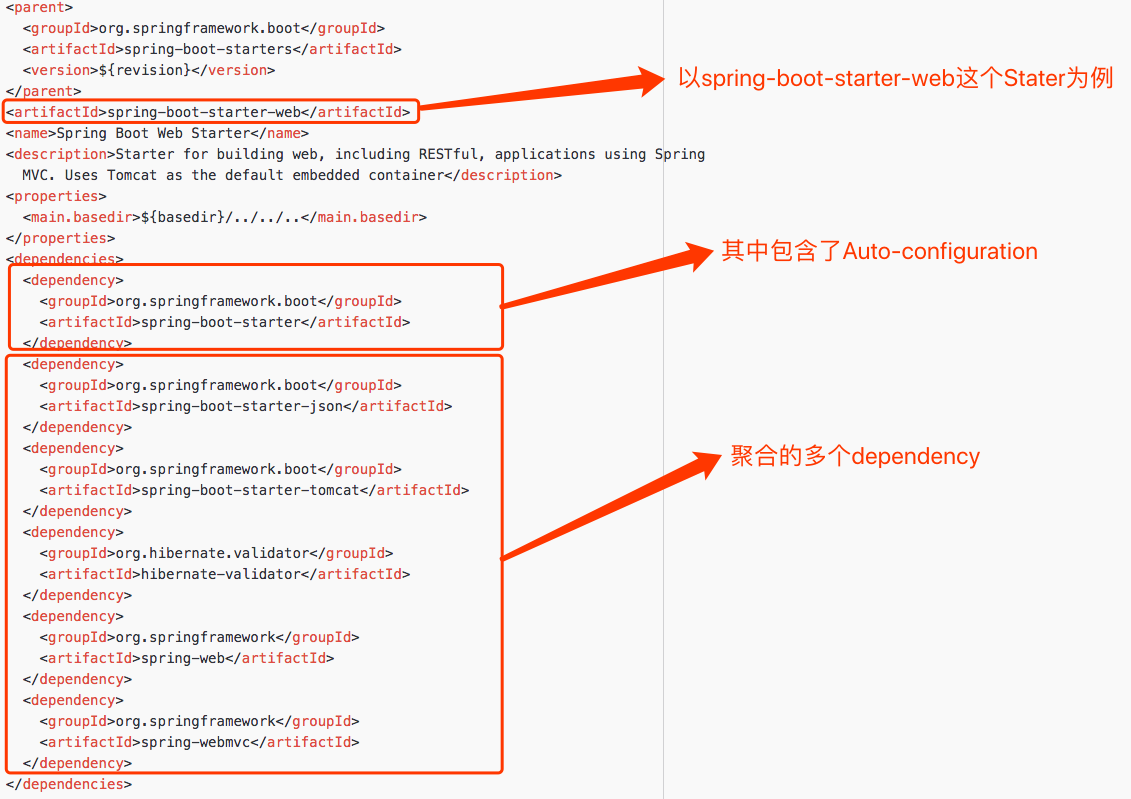 <parent>
<groupId>org.springframework.boot</groupId>
<artifactId>spring-boot-starters</artifactId>
<version>${revision}</version>
</parent>
以spring-boot-starter-web这个Stater为例
<artifactId>spring-boot-starter-web</artifactId>
<name>Spring Boot Web Starter</name>
<description>Starter for building web, including RESTful, applications using Spring
MVC. Uses Tomcat as the default embedded container</description>
<properties>
<main.basedir>${basedir}/../../..</main.basedir>
</properties>
<dependencies>
其中包含了Auto-configuration
<dependency>
<groupId>org.springframework.boot</groupId>
<artifactId>spring-boot-starter</artifactId>
</dependency>
<dependency>
<groupId>org.springframework.boot</groupId>
<artifactId>spring-boot-starter-json</artifactId>
</dependency>
<dependency>
聚合的多个dependency
<groupId>org.springframework.boot</groupId>
<artifactId>spring-boot-starter-tomcat</artifactId>
</dependency>
<dependency>
<groupId>org.hibernate.validator</groupId>
<artifactId>hibernate-validator</artifactId>
</dependency>
<dependency>
<groupId>org.springframework</groupId>
<artifactId>spring-web</artifactId>
</dependency>
<dependency>
<groupId>org.springframework</groupId>
<artifactId>spring-webmvc</artifactId>
</dependency>
</dependencies>